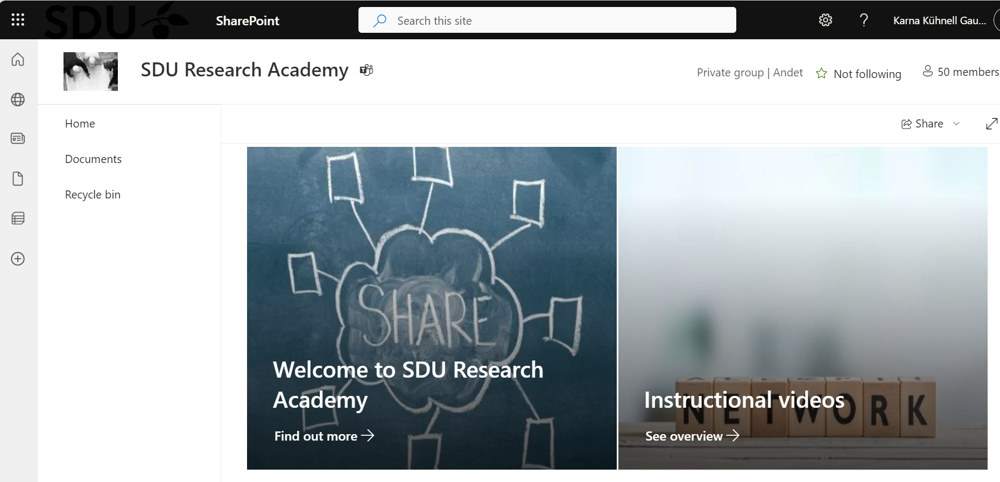 SDU
SharePoint
Search this site
Karna Kühnell Gau...
SDU Research Academy
Private group | Andet
Not following
50 members
Home
Documents
Recycle bin
Share
SHARE
Welcome to SDU Research
Academy
Find out more
NETWORK
Instructional videos
See overview